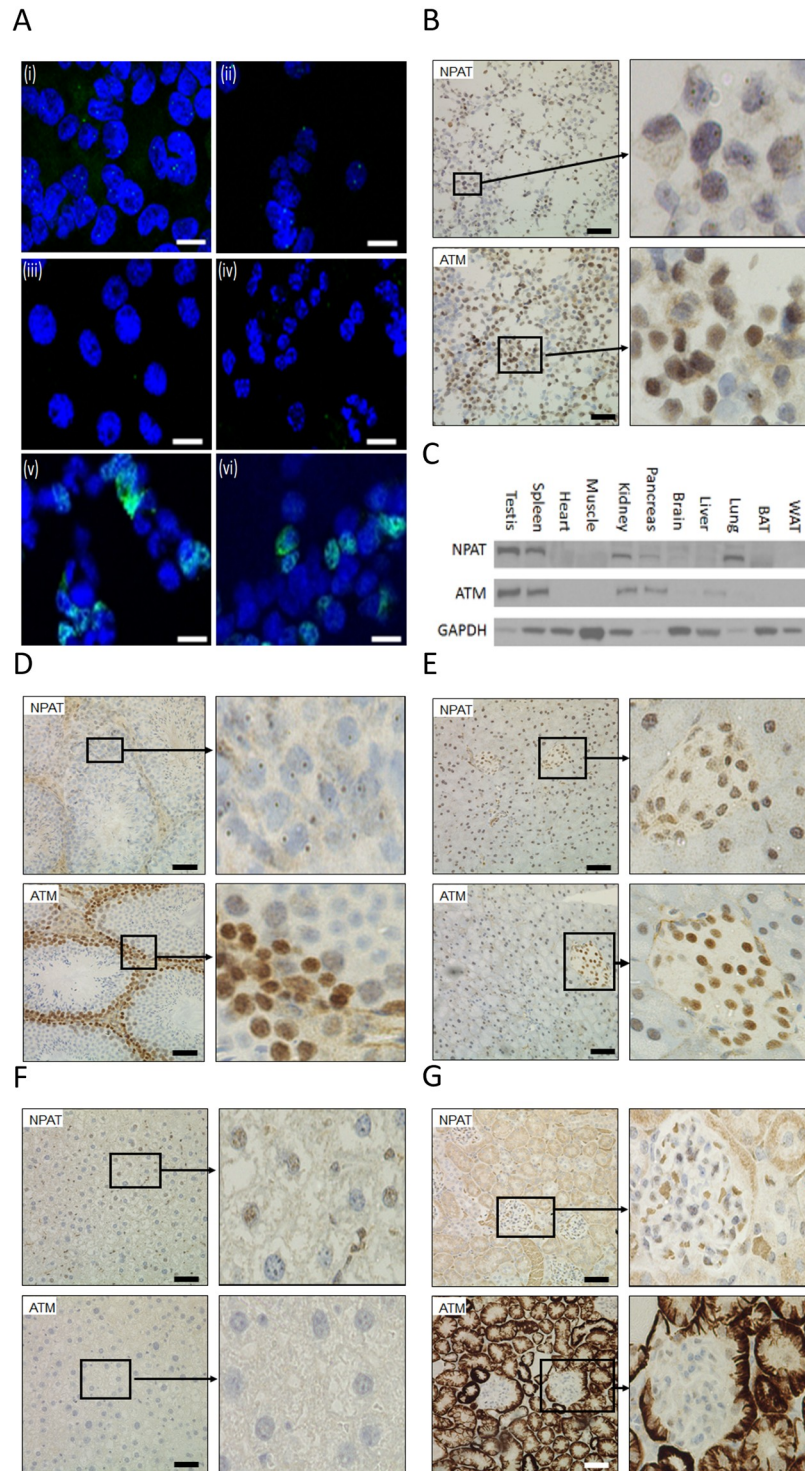 A
(i)
(ii)
(iii)
(iv)
(v)
(vi)
B
NPAT
ATM
C
Testis Spleen Heart Muscle Kidney Pancreas Brain Liver Lung BAT WAT
NPAT
ATM
GAPDH
D
NPAT
ATM
E
NPAT
ATM
F
NPAT
ATM
G
NPAT
ATM